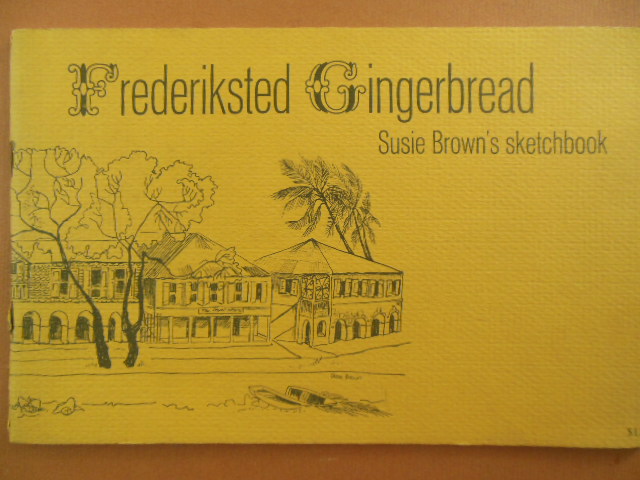 Frederiksted Gingerbread
Susie Brown's sketchbook